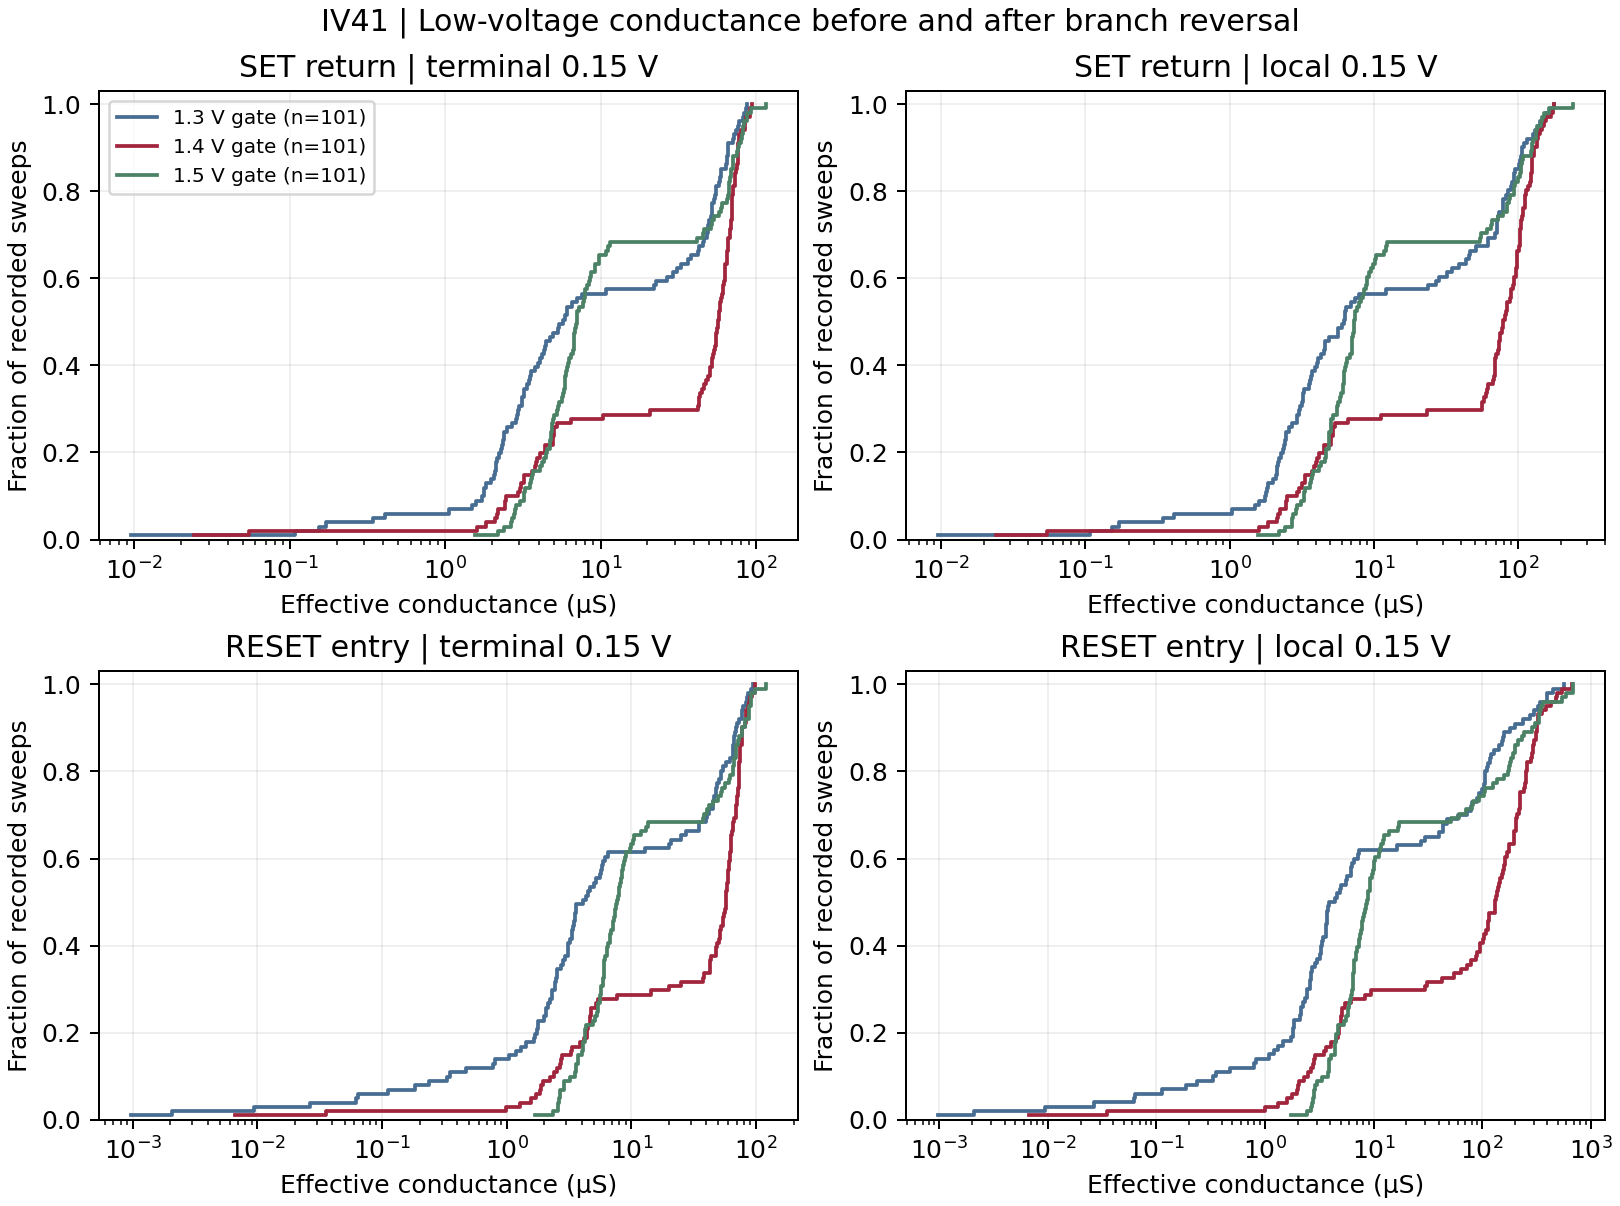 IV41 | Low-voltage conductance before and after branch reversal
SET return | terminal 0.15 V
Fraction of recorded sweeps
1.0
0.8
0.6
0.4
0.2
0.0
1.3 V gate (n=101)
1.4 V gate (n=101)
1.5 V gate (n=101)
10⁻²
10⁻¹
10⁰
10¹
10²
Effective conductance (µS)
SET return | local 0.15 V
Fraction of recorded sweeps
1.0
0.8
0.6
0.4
0.2
0.0
10⁻²
10⁻¹
10⁰
10¹
10²
Effective conductance (µS)
RESET entry | terminal 0.15 V
Fraction of recorded sweeps
1.0
0.8
0.6
0.4
0.2
0.0
10⁻³
10⁻²
10⁻¹
10⁰
10¹
10²
Effective conductance (µS)
RESET entry | local 0.15 V
Fraction of recorded sweeps
1.0
0.8
0.6
0.4
0.2
0.0
10⁻³
10⁻²
10⁻¹
10⁰
10¹
10²
10³
Effective conductance (µS)